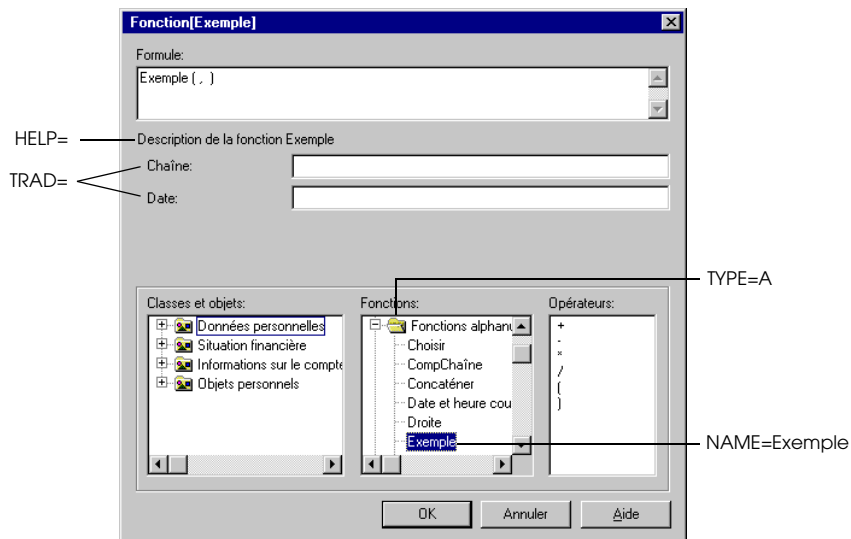 Fonction[Exemple]
Formule:
Exemple ( , )
HELP=
Description de la fonction Exemple
TRAD=
Chaîne:
Date:
TYPE=A
Classes et objets:
Données personnelles
Situation financière
Informations sur le compte
Objets personnels
Fonctions:
Fonctions alphanu
Choisir
CompChaîne
Concaténer
Date et heure cou
Droite
Exemple
Opérateurs:
+
-
*
/
(
)
NAME=Exemple
OK
Annuler
Aide